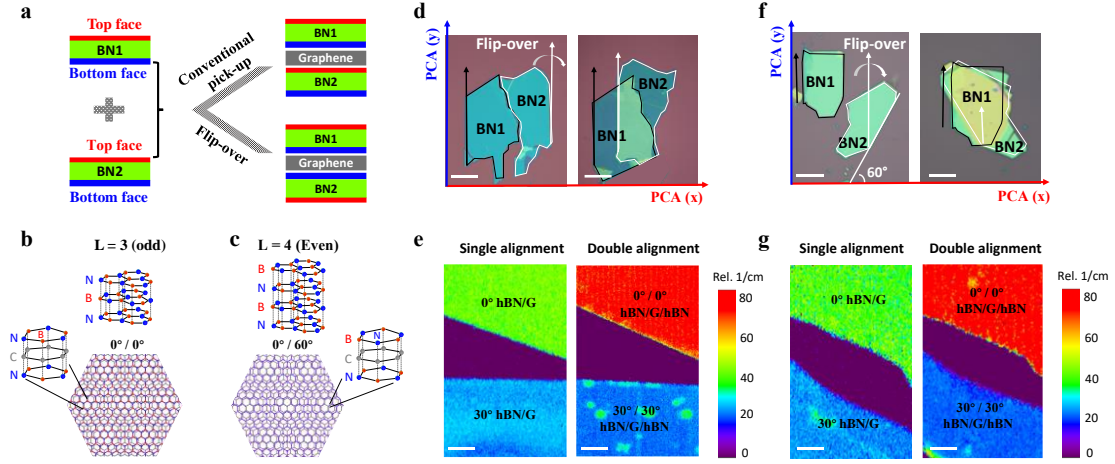 a
Top face
BN1
Bottom face
Top face
BN2
Bottom face
Conventional
pick-up
Flip-over
BN1
Graphene
BN2
BN1
Graphene
BN2
b
L = 3 (odd)
N
B
N
B
N
C
N
0° / 0°
c
L = 4 (Even)
B
N
B
N
N
B
C
N
0° / 60°
d
PCA (y)
Flip-over
BN1
BN2
BN1
BN2
PCA (x)
e
Single alignment
Double alignment
0° hBN/G
30° hBN/G
0° / 0°
hBN/G/hBN
30° / 30°
hBN/G/hBN
Rel. 1/cm
80
60
40
20
0
f
PCA (y)
Flip-over
BN1
BN2
60°
BN1
BN2
PCA (x)
g
Single alignment
Double alignment
0° hBN/G
30° hBN/G
0° / 0°
hBN/G/hBN
30° / 30°
hBN/G/hBN
Rel. 1/cm
80
60
40
20
0